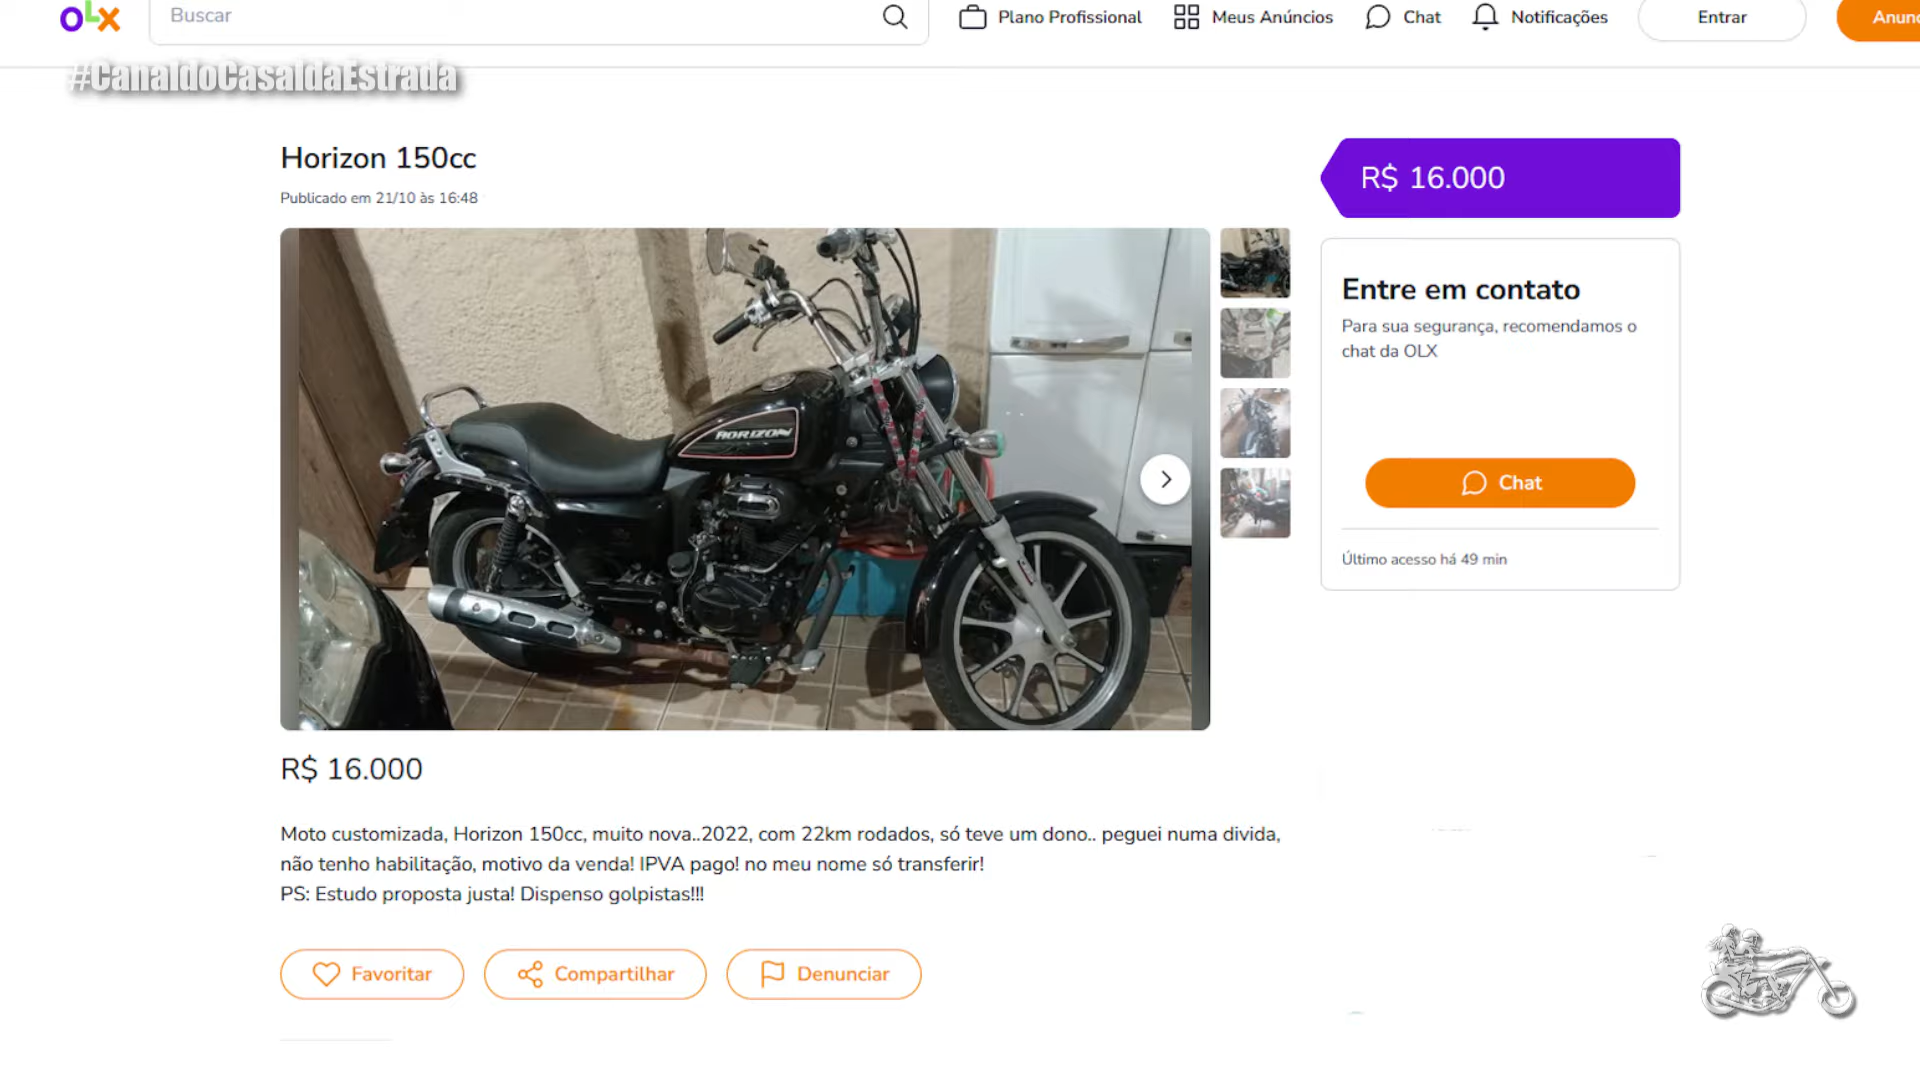 OLX
Buscar
Plano Profissional
Meus Anúncios
Chat
Notificações
Entrar
Anunc
#CanaldoCasaldaEstrada
Horizon 150cc
Publicado em 21/10 às 16:48
R$ 16.000
HORIZON
Entre em contato
Para sua segurança, recomendamos o
chat da OLX
Chat
Último acesso há 49 min
R$ 16.000
Moto customizada, Horizon 150cc, muito nova..2022, com 22km rodados, só teve um dono.. peguei numa divida,
não tenho habilitação, motivo da venda! IPVA pago! no meu nome só transferir!
PS: Estudo proposta justa! Dispenso golpistas!!!
Favoritar
Compartilhar
Denunciar